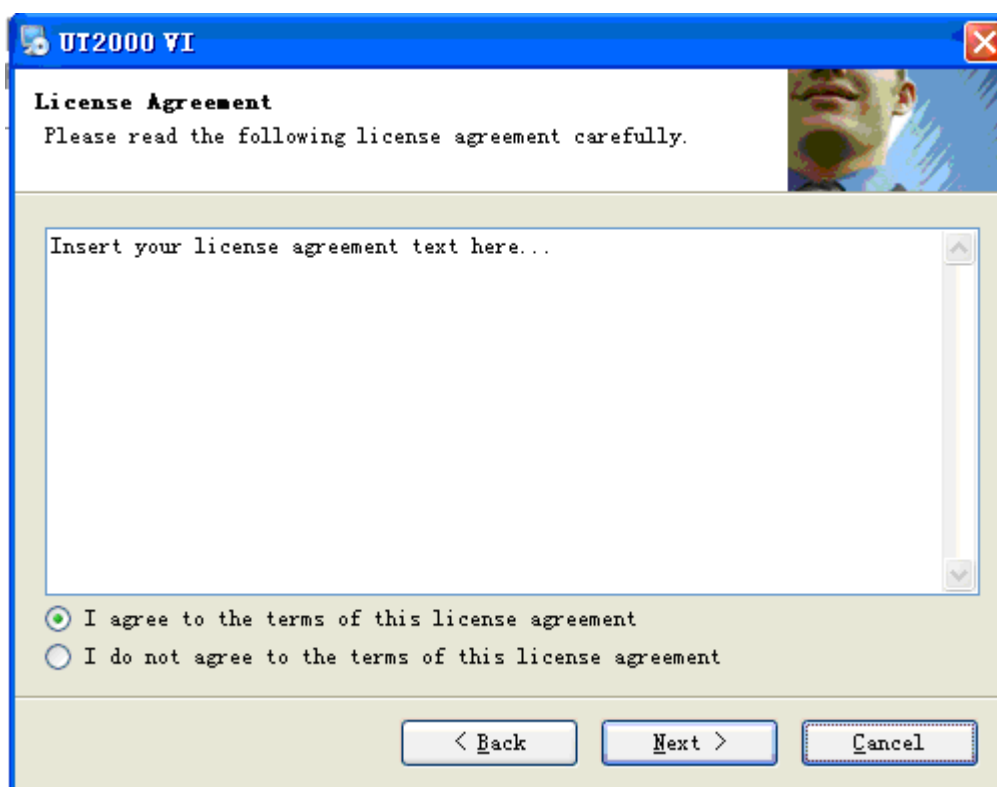 UT2000 VI
License Agreement
Please read the following license agreement carefully.
Insert your license agreement text here...
I agree to the terms of this license agreement
I do not agree to the terms of this license agreement
< Back
Next >
Cancel